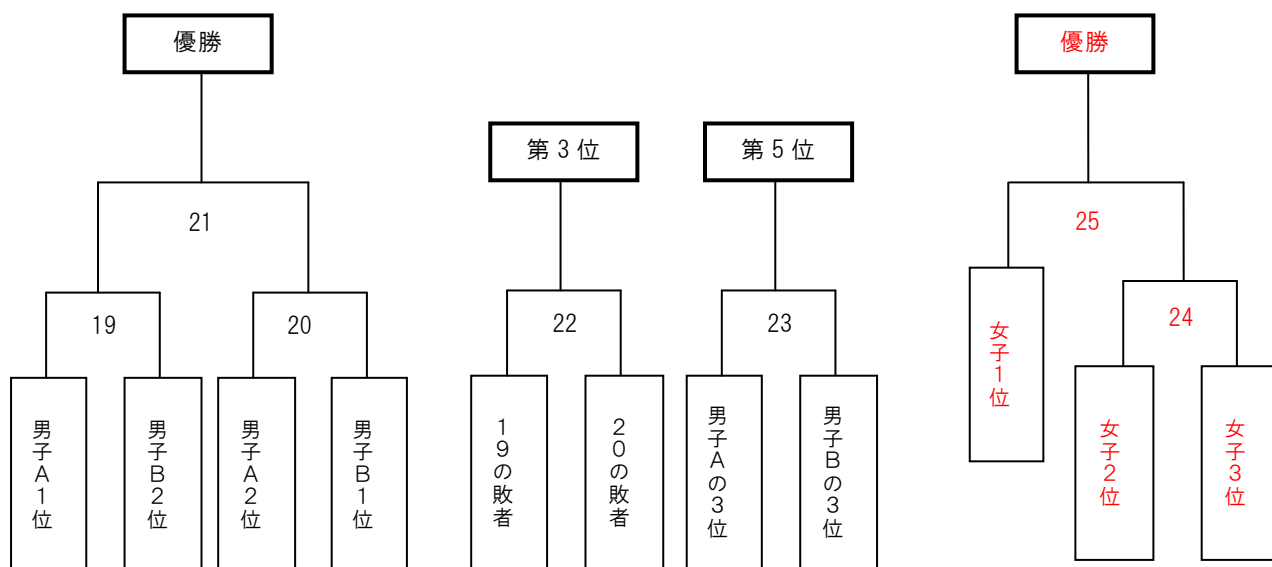 優勝
優勝
第3位
第5位
21
25
19
20
22
23
24
男子A1位
男子B2位
男子A2位
男子B1位
19の敗者
20の敗者
男子Aの3位
男子Bの3位
女子1位
女子2位
女子3位